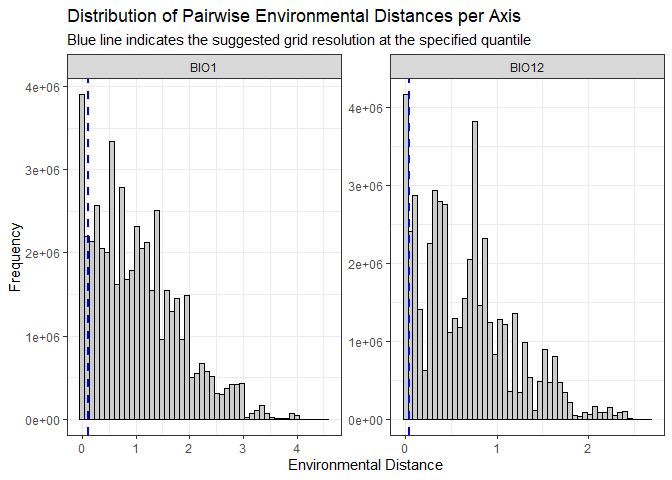 Distribution of Pairwise Environmental Distances per Axis
Blue line indicates the suggested grid resolution at the specified quantile
BIO1
BIO12
4e+06
3e+06
2e+06
1e+06
0e+00
4e+06
3e+06
2e+06
1e+06
0e+00
Frequency
0 1 2 3 4
0 1 2
Environmental Distance